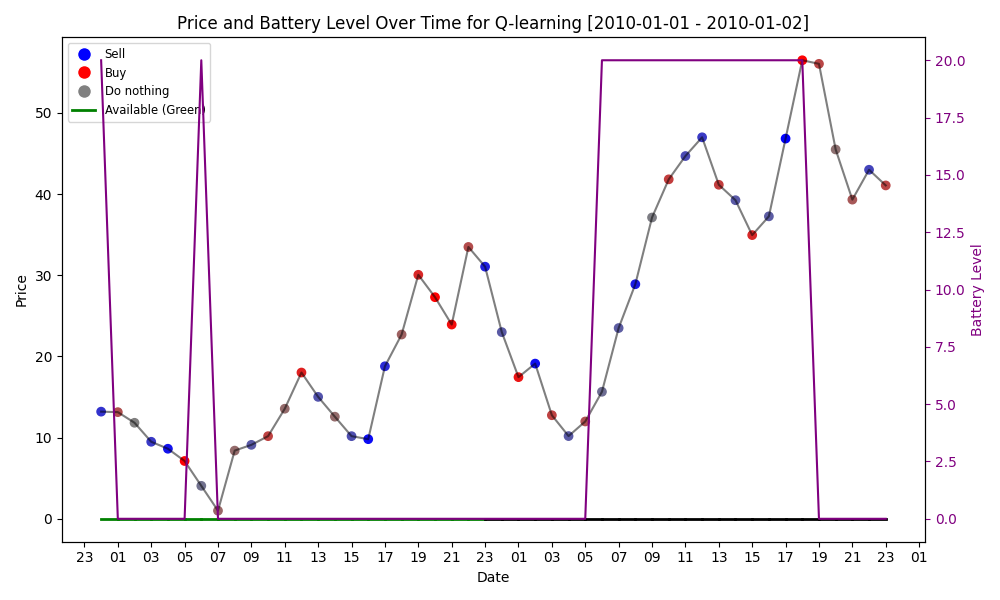 Price and Battery Level Over Time for Q-learning [2010-01-01 - 2010-01-02]
Sell
Buy
Do nothing
Available (Green)
Price
50
40
30
20
10
0
20.0
17.5
15.0
12.5
10.0
7.5
5.0
2.5
0.0
Battery Level
23 01 03 05 07 09 11 13 15 17 19 21 23 01 03 05 07 09 11 13 15 17 19 21 23 01
Date